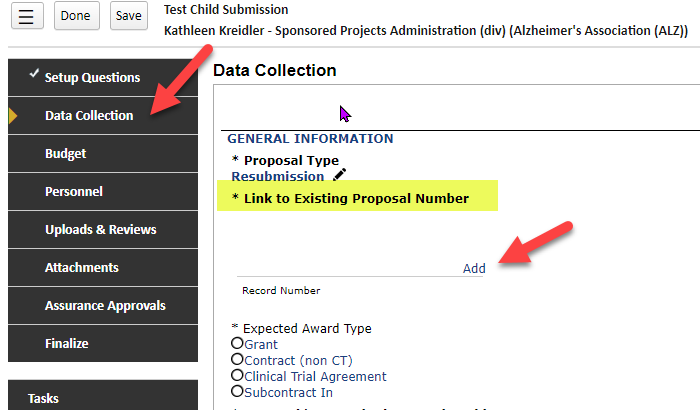 Done
Save
Test Child Submission
Kathleen Kreidler - Sponsored Projects Administration (div) (Alzheimer's Association (ALZ))
Setup Questions
Data Collection
Budget
Personnel
Uploads & Reviews
Attachments
Assurance Approvals
Finalize
Tasks
Data Collection
GENERAL INFORMATION
* Proposal Type
Resubmission
* Link to Existing Proposal Number
Add
Record Number
* Expected Award Type
Grant
Contract (non CT)
Clinical Trial Agreement
Subcontract In